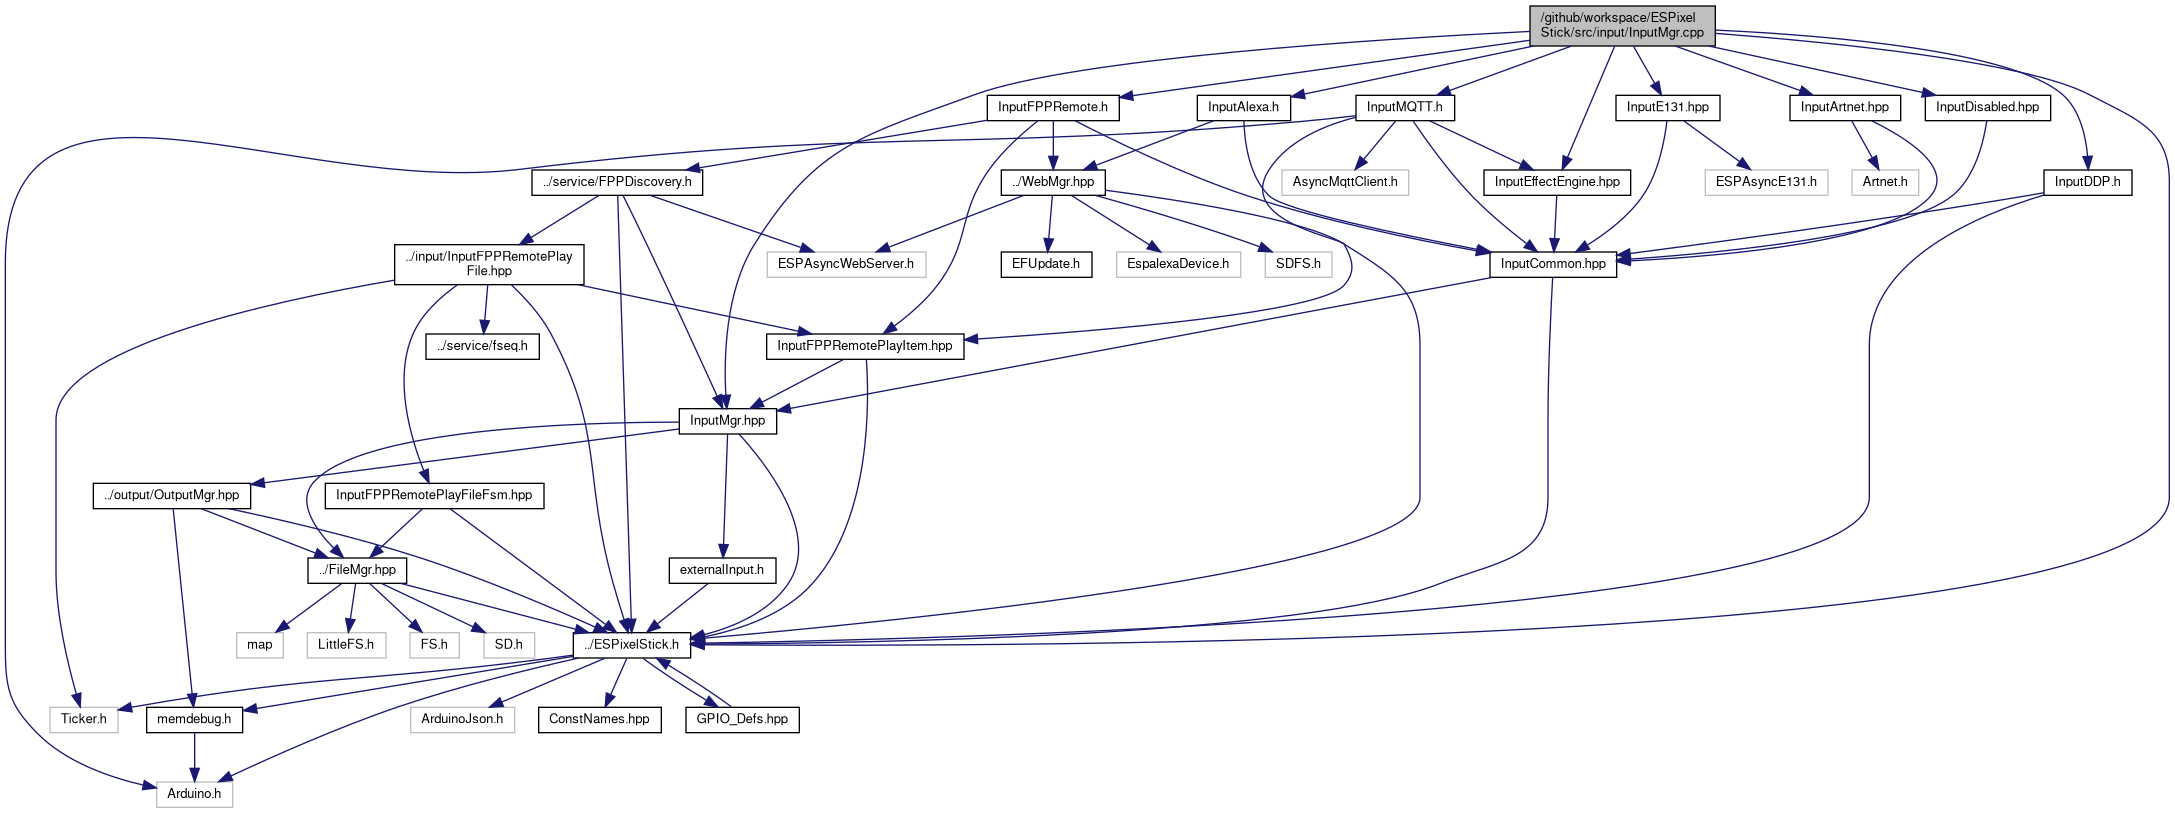 /github/workspace/ESPixel
Stick/src/input/InputMgr.cpp
InputFPPRemote.h
InputAlexa.h
InputMQTT.h
InputE131.hpp
InputArtnet.hpp
InputDisabled.hpp
../service/FPPDiscovery.h
../WebMgr.hpp
AsyncMqttClient.h
InputEffectEngine.hpp
ESPAsyncE131.h
Artnet.h
InputDDP.h
../input/InputFPPRemotePlay
File.hpp
ESPAsyncWebServer.h
EFUpdate.h
EspalexaDevice.h
SDFS.h
InputCommon.hpp
../service/fseq.h
InputFPPRemotePlayItem.hpp
InputMgr.hpp
../output/OutputMgr.hpp
InputFPPRemotePlayFileFsm.hpp
../FileMgr.hpp
externalInput.h
map
LittleFS.h
FS.h
SD.h
../ESPixelStick.h
Ticker.h
memdebug.h
ArduinoJson.h
ConstNames.hpp
GPIO_Defs.hpp
Arduino.h